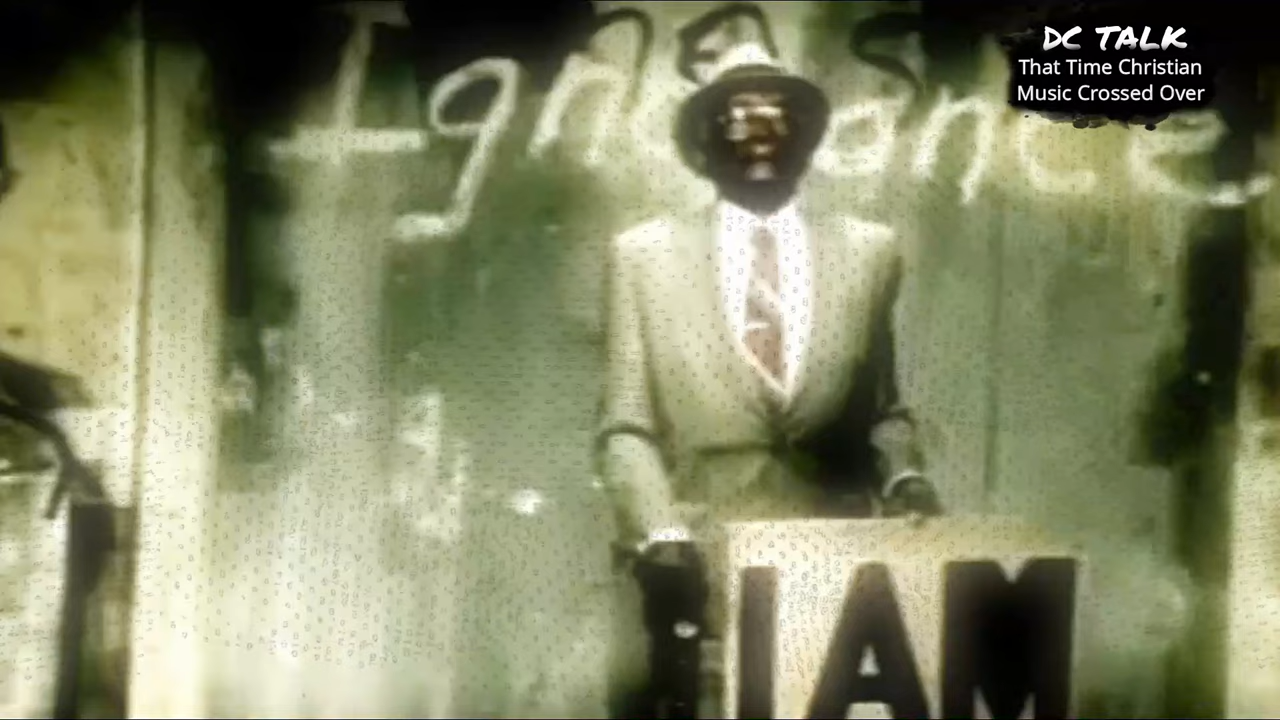 DC TALK
That Time Christian
Music Crossed Over
Ignorance
I AM